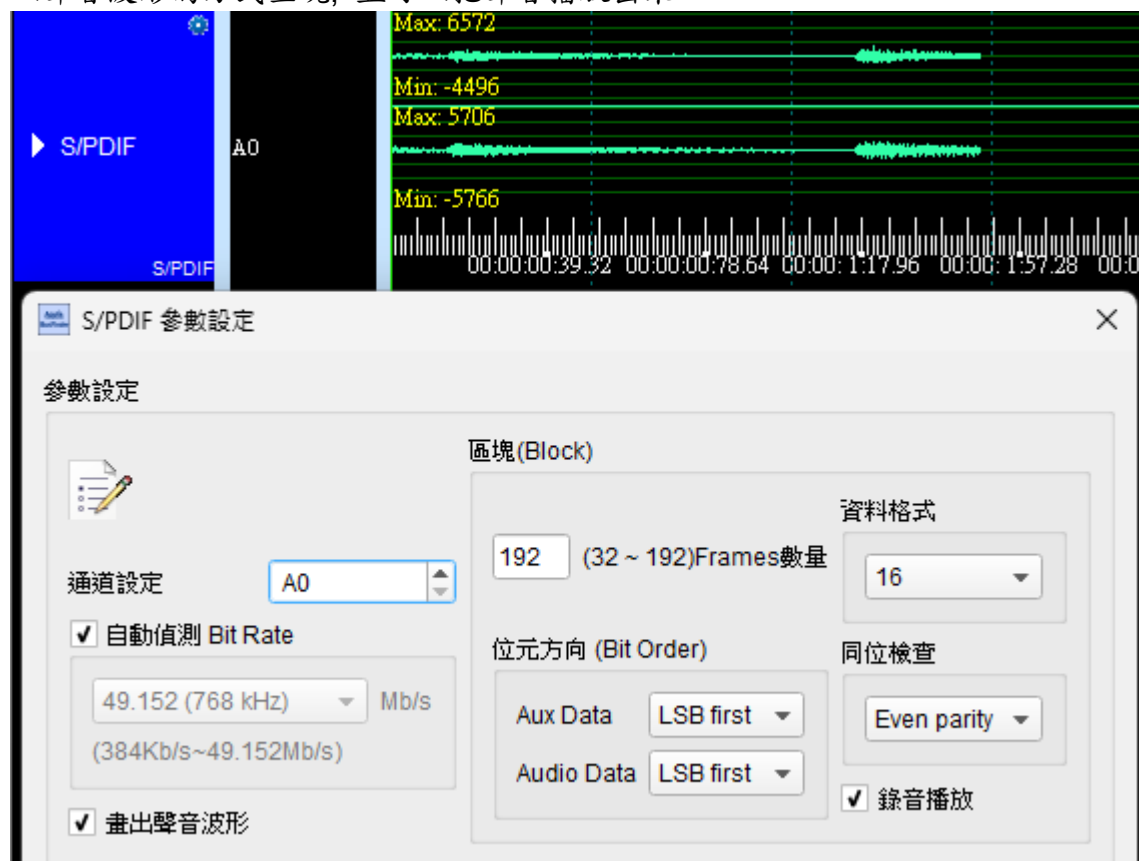 Max: 6572
Min: -4496
Max: 5706
S/PDIF
A0
Min: -5766
S/PDIF
00:00:00:39.32 00:00:00:78.64 00:00: 1:17.96 00:00: 1:57.28 00:0
S/PDIF 參數設定
參數設定
區塊(Block)
資料格式
192 (32 ~ 192)Frames數量
16
通道設定 A0
自動偵測 Bit Rate
位元方向 (Bit Order)
同位檢查
49.152 (768 kHz) Mb/s
Aux Data LSB first
Even parity
(384Kb/s~49.152Mb/s)
Audio Data LSB first
錄音播放
畫出聲音波形